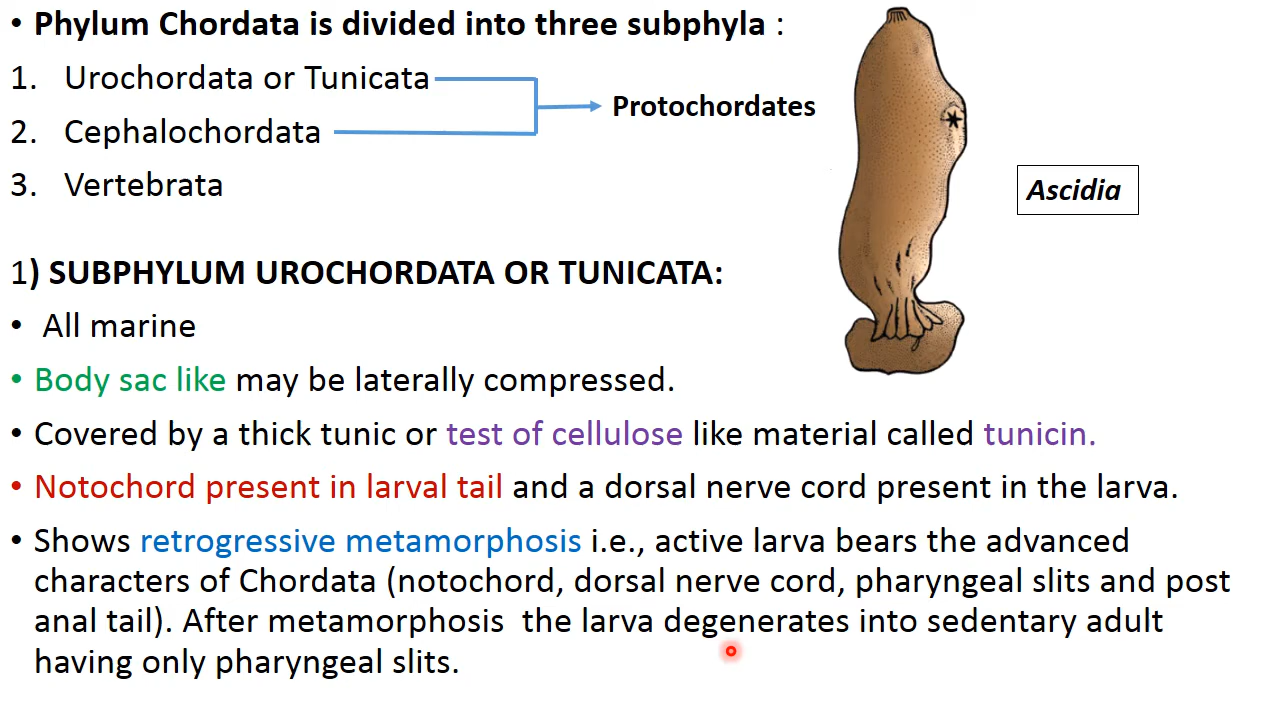 • Phylum Chordata is divided into three subphyla :
1. Urochordata or Tunicata
2. Cephalochordata
Protochordates
3. Vertebrata
Ascidia
1) SUBPHYLUM UROCHORDATA OR TUNICATA:
• All marine
• Body sac like may be laterally compressed.
• Covered by a thick tunic or test of cellulose like material called tunicin.
• Notochord present in larval tail and a dorsal nerve cord present in the larva.
• Shows retrogressive metamorphosis i.e., active larva bears the advanced
characters of Chordata (notochord, dorsal nerve cord, pharyngeal slits and post
anal tail). After metamorphosis the larva degenerates into sedentary adult
having only pharyngeal slits.